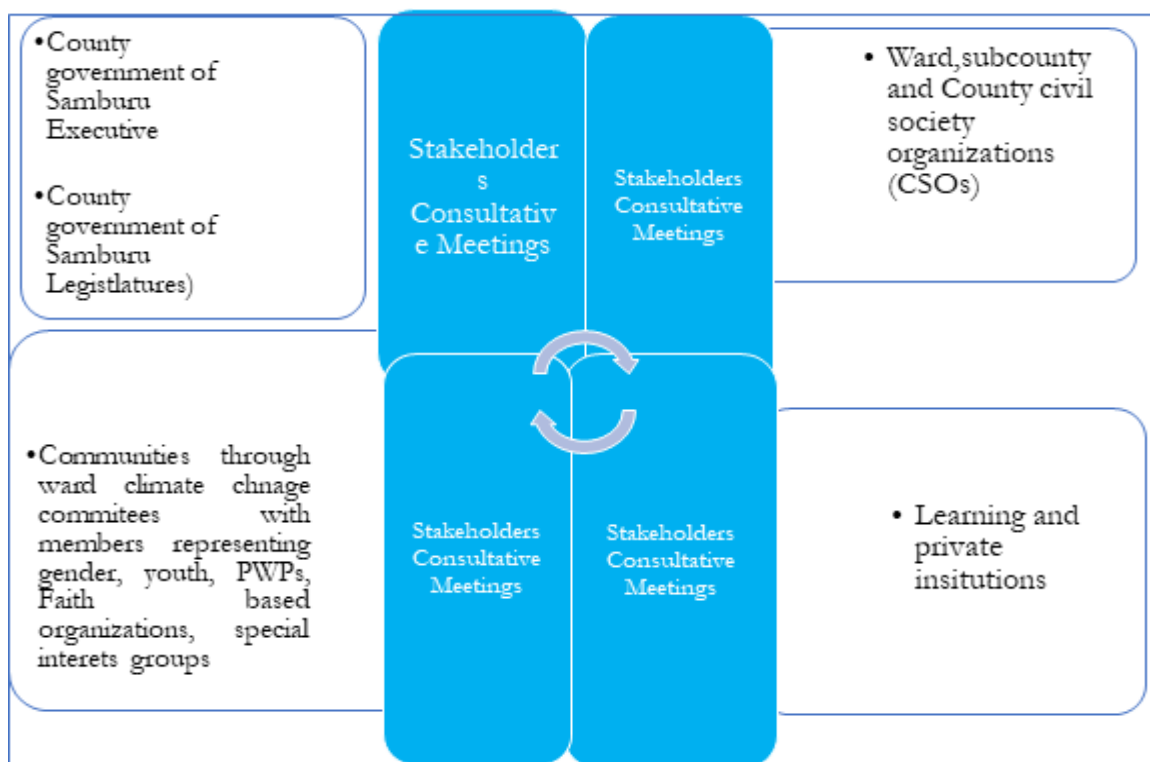 •County
government of
Samburu
Executive
•County
government of
Samburu
Legistlatures)
Stakeholder
s
Consultativ
e Meetings
Stakeholders
Consultative
Meetings
• Ward,subcounty
and County civil
society
organizations
(CSOs)
•Communities through
ward climate chnage
commitees with
members representing
gender, youth, PWPs,
Faith based
organizations, special
interets groups
Stakeholders
Consultative
Meetings
Stakeholders
Consultative
Meetings
• Learning and
private
insitutions